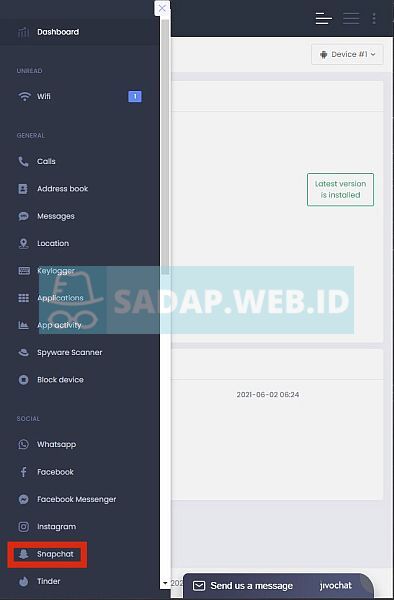 Dashboard
Device #1
UNREAD
Wifi
1
GENERAL
Calls
Address book
Messages
Latest version
is installed
Location
Keylogger
Applications
SADAP.WEB.ID
App activity
Spyware Scanner
Block device
2021-06-02 06:24
SOCIAL
Whatsapp
Facebook
Facebook Messenger
Instagram
Snapchat
Tinder
Send us a message
jivochat